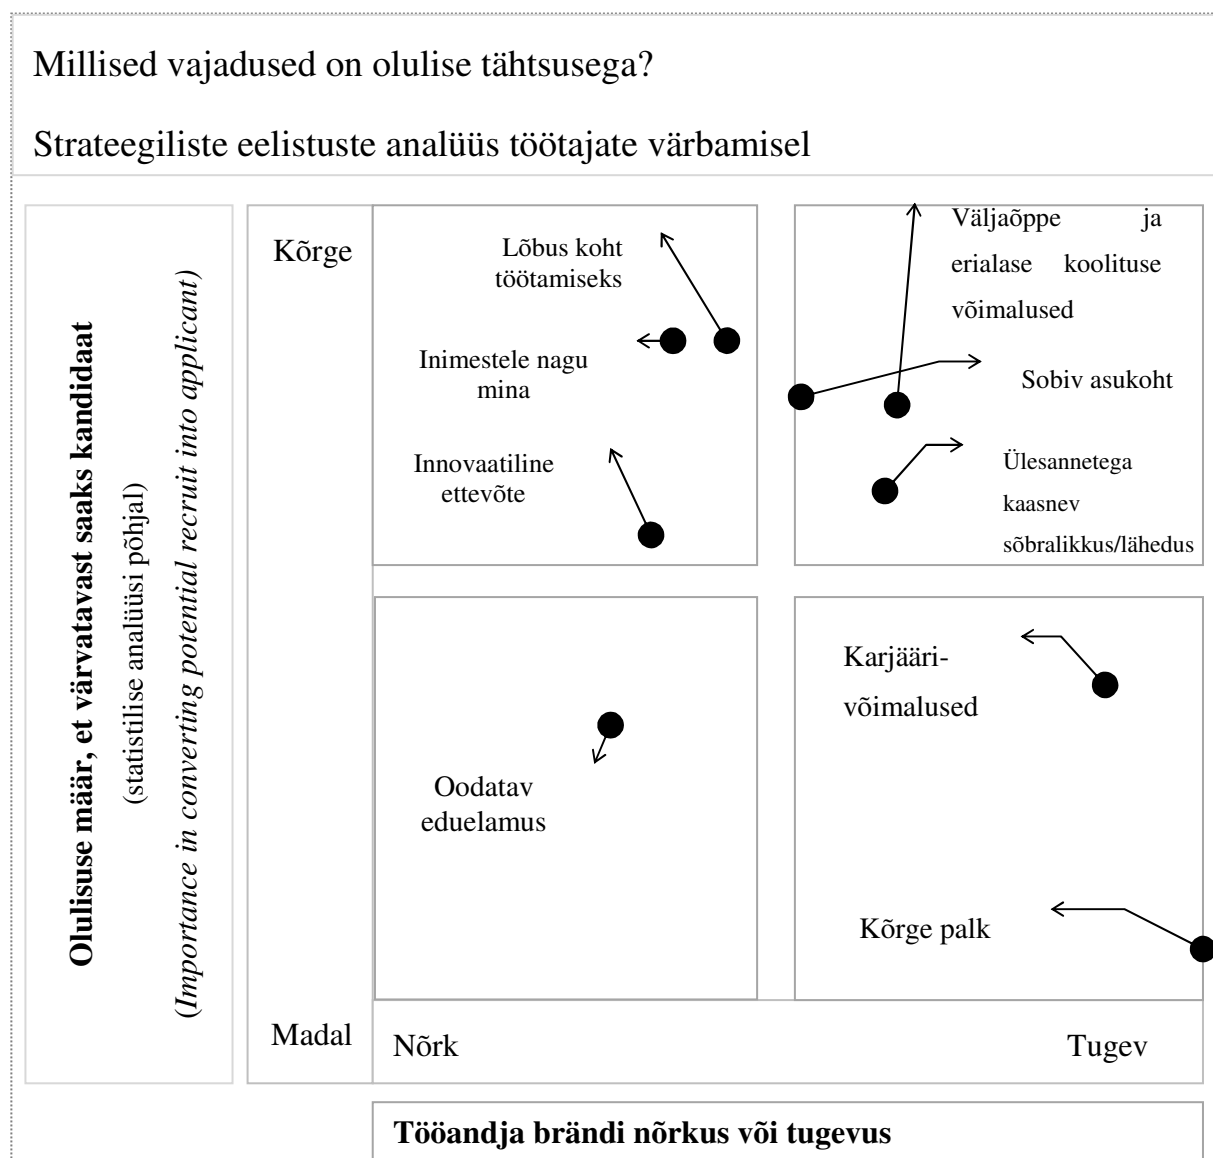 Millised vajadused on olulise tähtsusega?
Strateegiliste eelistuste analüüs töötajate värbamisel
Olulisuse määr, et värvatavast saaks kandidaat
(statistilise analüüsi põhjal)
(Importance in converting potential recruit into applicant)
Kõrge
Lõbus koht
töötamiseks
Inimestele nagu
mina
Innovaatiline
ettevõte
Väljaõppe ja
erialase koolituse
võimalused
Sobiv asukoht
Ülesannetega
kaasnev
sõbralikkus/lähedus
Oodatav
eduelamus
Karjääri-
võimalused
Kõrge palk
Madal
Nõrk
Tugev
Tööandja brändi nõrkus või tugevus